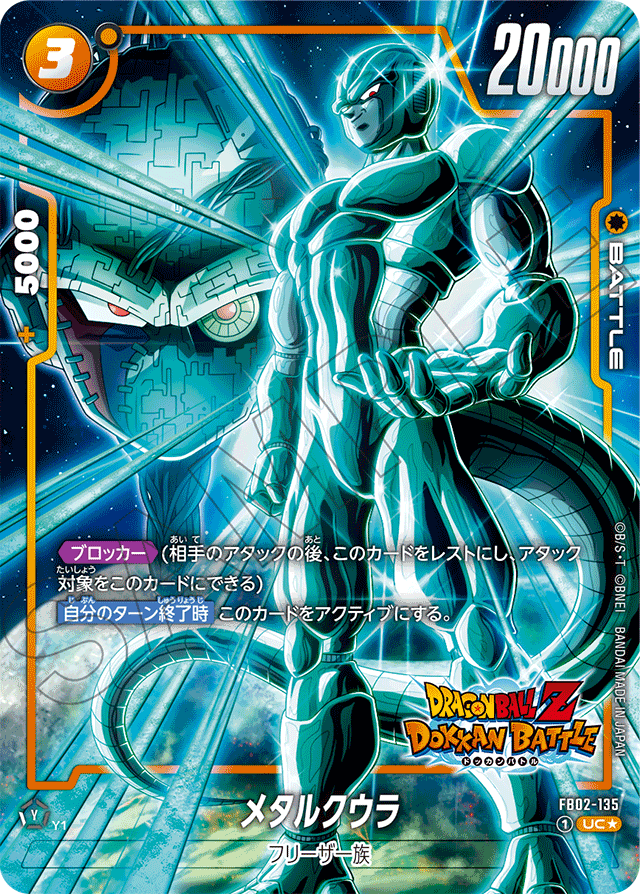 3
20000
+ 5000
BATTLE
SAMPLE
ブロッカー (相手のアタックの後、このカードをレストにし、アタック
対象をこのカードにできる)
自分のターン終了時 このカードをアクティブにする。
©B/S・T ©BNEI BANDAI MADE IN JAPAN
DRAGONBALL Z
DOKKAN BATTLE
ドッカンバトル
FB02-135
メタルクウラ
Y Y1
1 UC★
フリーザー族